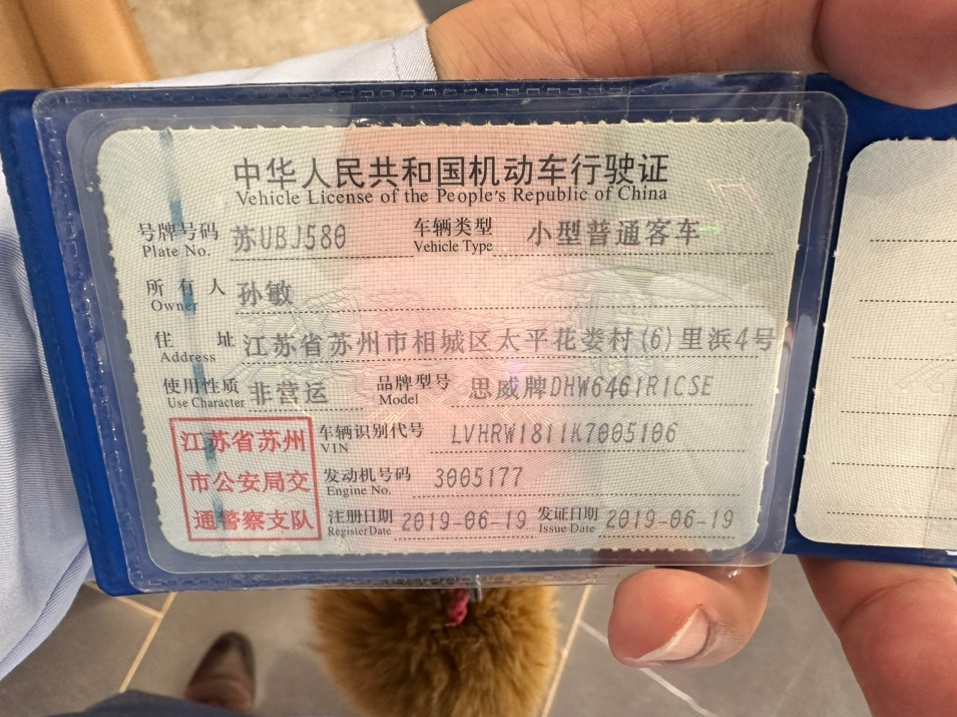 中华人民共和国机动车行驶证
Vehicle License of the People's Republic of China
号牌号码 苏UBJ580 车辆类型 小型普通客车
Plate No. Vehicle Type
所有人 孙敏
Owner
住址 江苏省苏州市相城区太平花娄村(6)里浜4号
Address
使用性质 非营运 品牌型号 思威牌DHW6461R1CSE
Use Character Model
江苏省苏州 车辆识别代号 LVHRW1811K7005106
VIN
市公安局交 发动机号码 3005177
Engine No.
通警察支队 注册日期 2019-06-19 发证日期 2019-06-19
Register Date Issue Date